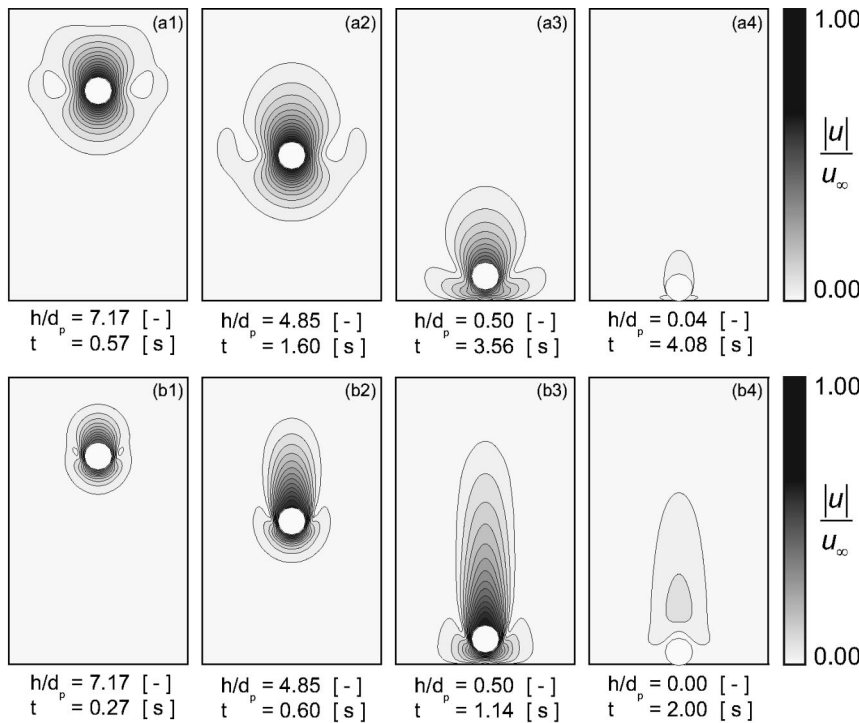 (a1) (a2) (a3) (a4) 1.00
|u|
u∞
0.00
h/dp = 7.17 [-] h/dp = 4.85 [-] h/dp = 0.50 [-] h/dp = 0.04 [-]
t = 0.57 [s] t = 1.60 [s] t = 3.56 [s] t = 4.08 [s]
(b1) (b2) (b3) (b4) 1.00
|u|
u∞
0.00
h/dp = 7.17 [-] h/dp = 4.85 [-] h/dp = 0.50 [-] h/dp = 0.00 [-]
t = 0.27 [s] t = 0.60 [s] t = 1.14 [s] t = 2.00 [s]